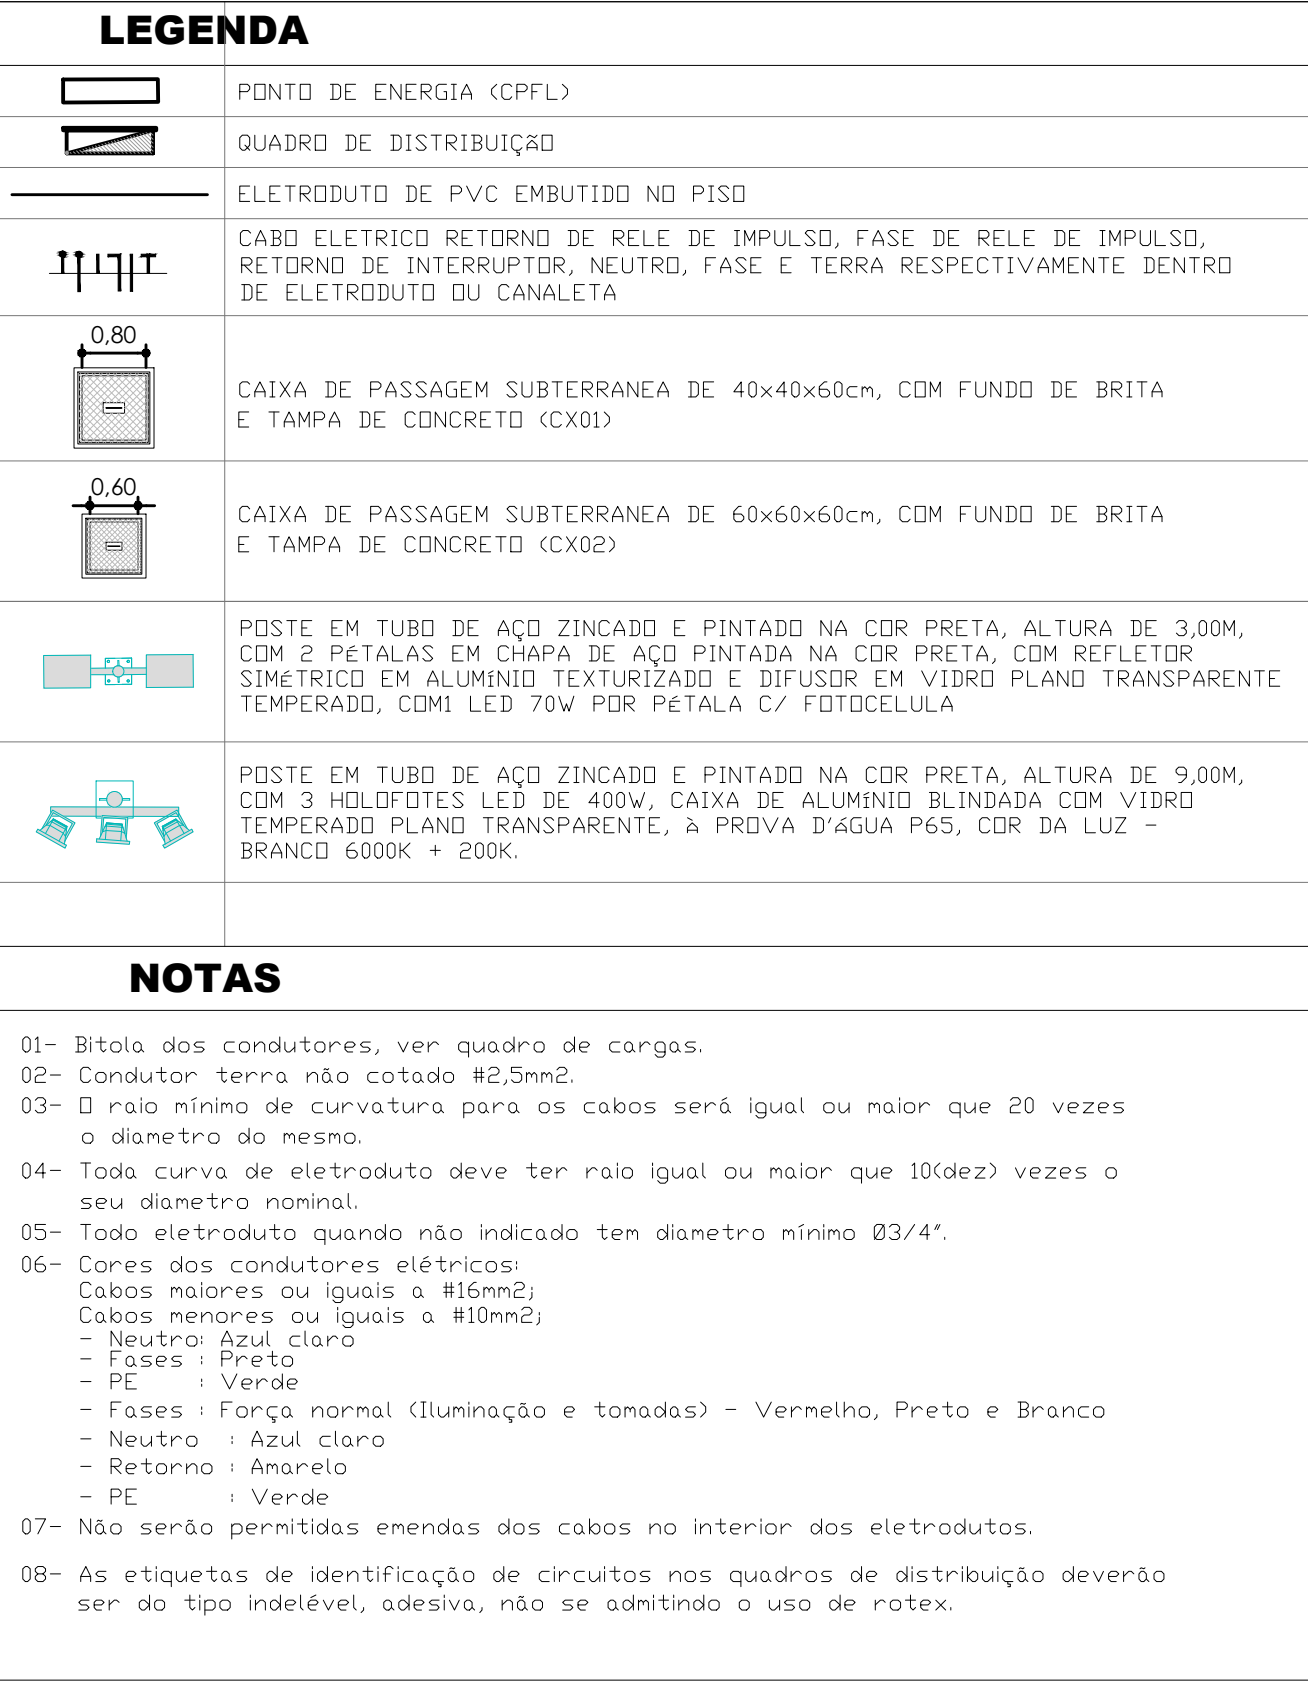 LEGENDA
PONTO DE ENERGIA (CPFL)
QUADRO DE DISTRIBUIÇÃO
ELETRODUTO DE PVC EMBUTIDO NO PISO
CABO ELETRICO RETORNO DE RELE DE IMPULSO, FASE DE RELE DE IMPULSO,
RETORNO DE INTERRUPTOR, NEUTRO, FASE E TERRA RESPECTIVAMENTE DENTRO
DE ELETRODUTO OU CANALETA
0,80
CAIXA DE PASSAGEM SUBTERRANEA DE 40x40x60cm, COM FUNDO DE BRITA
E TAMPA DE CONCRETO (CX01)
0,60
CAIXA DE PASSAGEM SUBTERRANEA DE 60x60x60cm, COM FUNDO DE BRITA
E TAMPA DE CONCRETO (CX02)
POSTE EM TUBO DE AÇO ZINCADO E PINTADO NA COR PRETA, ALTURA DE 3,00M,
COM 2 PÉTALAS EM CHAPA DE AÇO PINTADA NA COR PRETA, COM REFLETOR
SIMÉTRICO EM ALUMÍNIO TEXTURIZADO E DIFUSOR EM VIDRO PLANO TRANSPARENTE
TEMPERADO, COM1 LED 70W POR PÉTALA C/ FOTOCELULA
POSTE EM TUBO DE AÇO ZINCADO E PINTADO NA COR PRETA, ALTURA DE 9,00M,
COM 3 HOLOFOTES LED DE 400W, CAIXA DE ALUMÍNIO BLINDADA COM VIDRO
TEMPERADO PLANO TRANSPARENTE, À PROVA D'ÁGUA P65, COR DA LUZ -
BRANCO 6000K + 200K.
NOTAS
01- Bitola dos condutores, ver quadro de cargas.
02- Condutor terra não cotado #2,5mm2.
03- O raio mínimo de curvatura para os cabos será igual ou maior que 20 vezes
o diametro do mesmo.
04- Toda curva de eletroduto deve ter raio igual ou maior que 10(dez) vezes o
seu diametro nominal.
05- Todo eletroduto quando não indicado tem diametro mínimo Ø3/4".
06- Cores dos condutores elétricos:
Cabos maiores ou iguais a #16mm2;
Cabos menores ou iguais a #10mm2;
- Neutro: Azul claro
- Fases : Preto
- PE : Verde
- Fases : Força normal (Iluminação e tomadas) - Vermelho, Preto e Branco
- Neutro : Azul claro
- Retorno : Amarelo
- PE : Verde
07- Não serão permitidas emendas dos cabos no interior dos eletrodutos.
08- As etiquetas de identificação de circuitos nos quadros de distribuição deverão
ser do tipo indelével, adesiva, não se admitindo o uso de rotex.